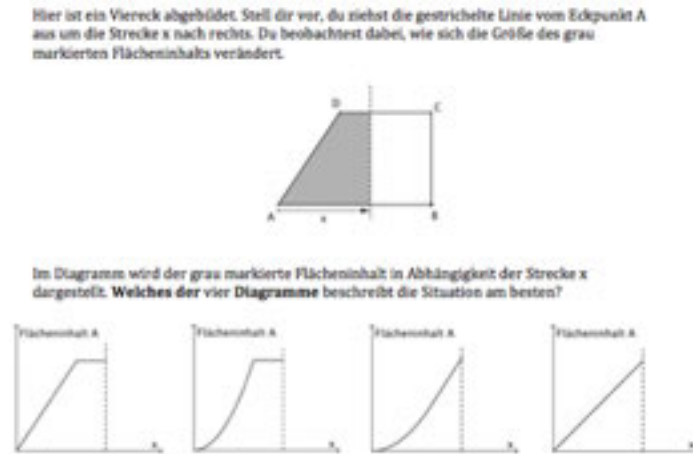 Hier ist ein Viereck abgebildet. Stell dir vor, du ziehst die gestrichelte Linie vom Eckpunkt A
aus um die Strecke x nach rechts. Du beobachtest dabei, wie sich die Größe des grau
markierten Flächeninhalts verändert.
D
C
A
x
B
Im Diagramm wird der grau markierte Flächeninhalt in Abhängigkeit der Strecke x
dargestellt. Welches der vier Diagramme beschreibt die Situation am besten?
Flächeninhalt A
Flächeninhalt A
Flächeninhalt A
Flächeninhalt A
x
x
x
x